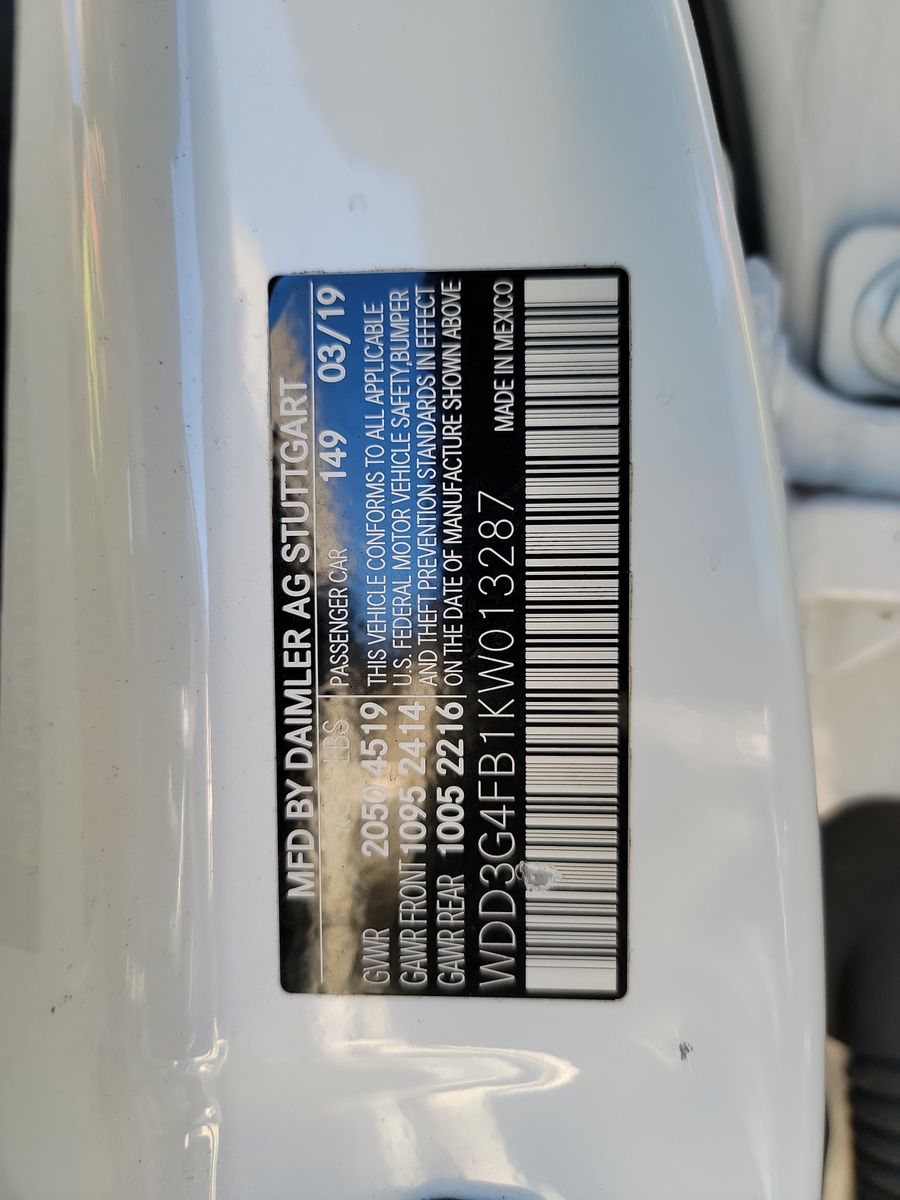 MFD BY DAIMLER AG STUTTGART
KG LBS PASSENGER CAR 149 03/19
GVWR 2050 4519 THIS VEHICLE CONFORMS TO ALL APPLICABLE
GAWR FRONT 1095 2414 U.S. FEDERAL MOTOR VEHICLE SAFETY,BUMPER
AND THEFT PREVENTION STANDARDS IN EFFECT
GAWR REAR 1005 2216 ON THE DATE OF MANUFACTURE SHOWN ABOVE
WDD3G4FB1KW013287 MADE IN MEXICO